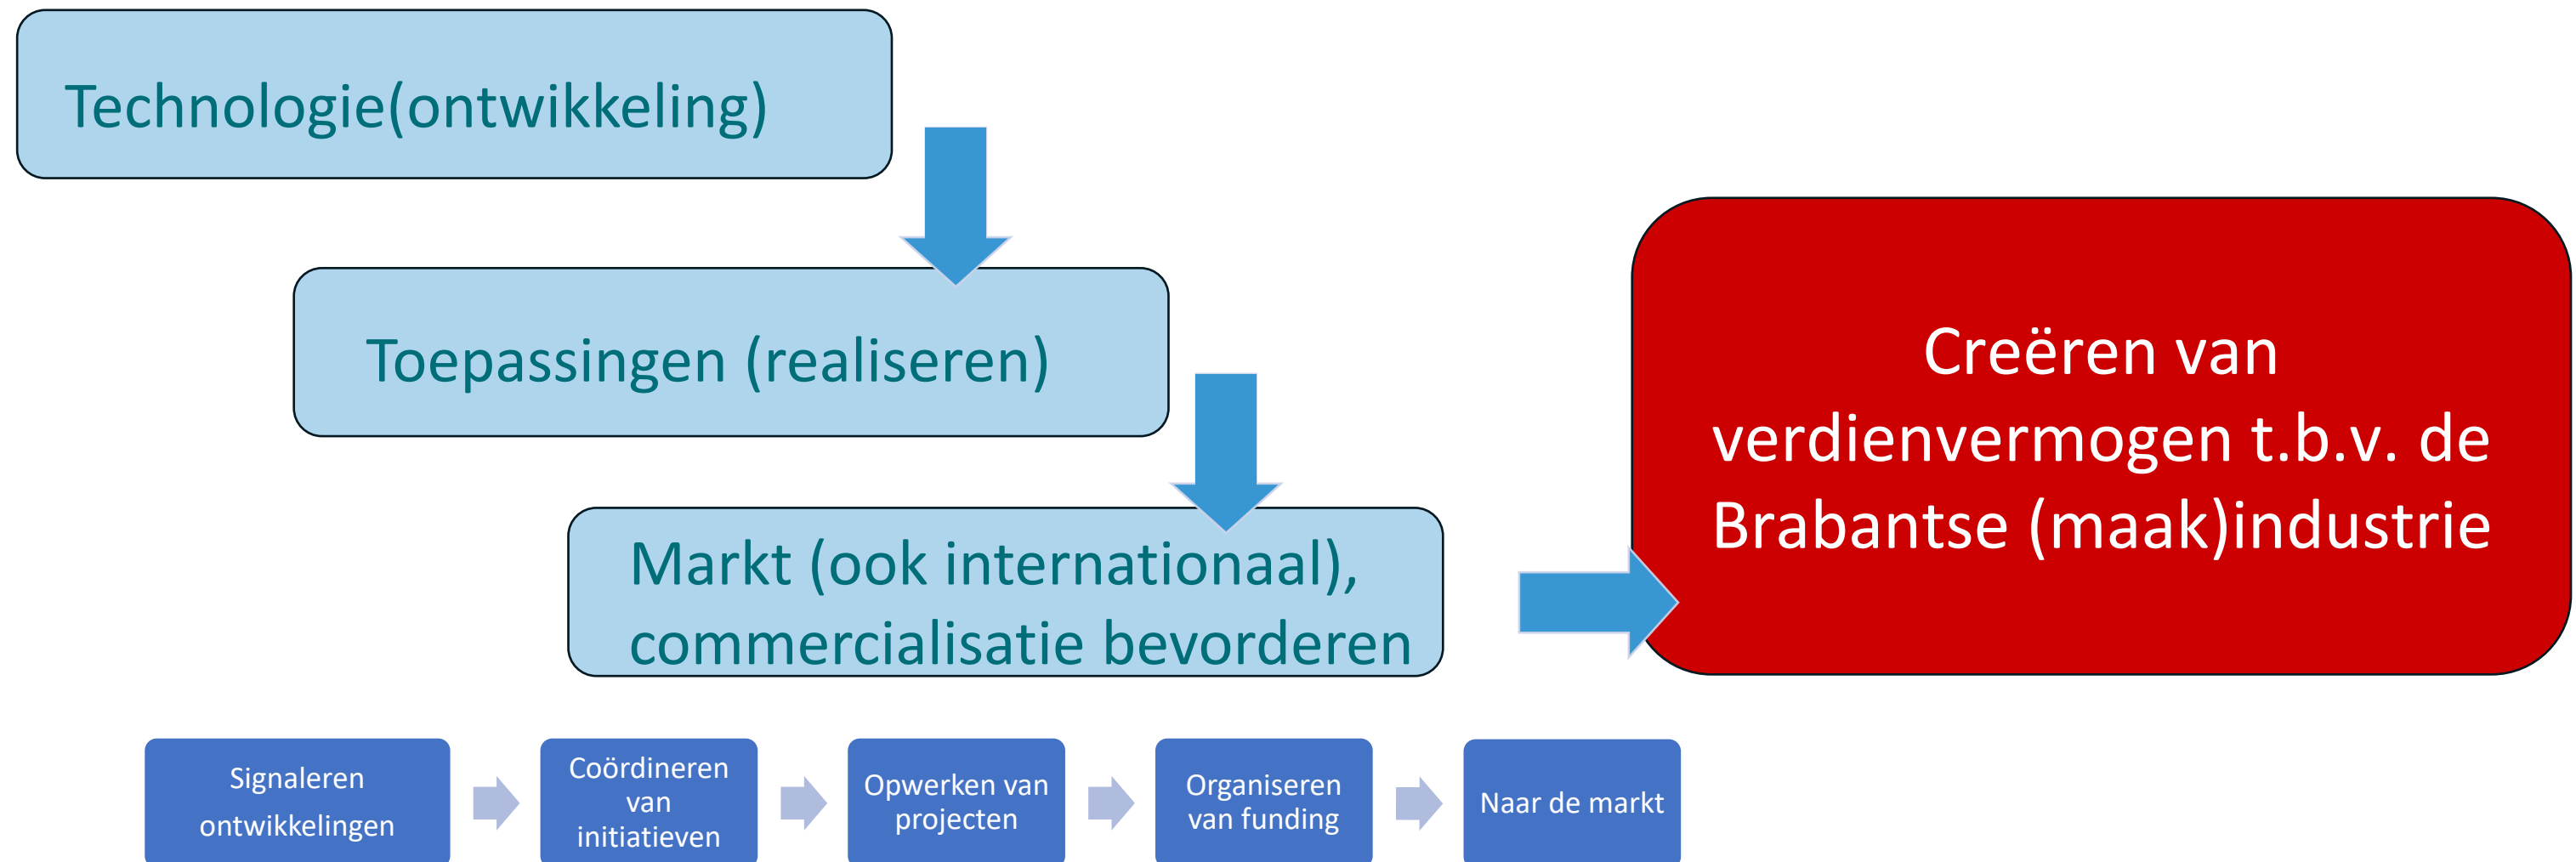 Technologie(ontwikkeling)
Toepassingen (realiseren)
Markt (ook internationaal),
commercialisatie bevorderen
Creëren van
verdienvermogen t.b.v. de
Brabantse (maak)industrie
Signaleren
ontwikkelingen
Coördineren
van
initiatieven
Opwerken van
projecten
Organiseren
van funding
Naar de markt